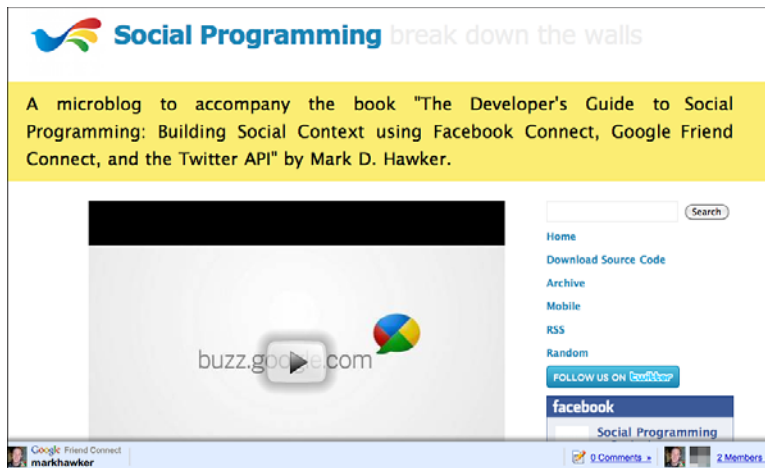 Social Programming break down the walls
A microblog to accompany the book "The Developer's Guide to Social
Programming: Building Social Context using Facebook Connect, Google Friend
Connect, and the Twitter API" by Mark D. Hawker.
Search
Home
Download Source Code
Archive
Mobile
RSS
Random
FOLLOW US ON twitter
buzz.google.com
facebook
Social Programming
Google Friend Connect
markhawker
0 Comments »
2 Members